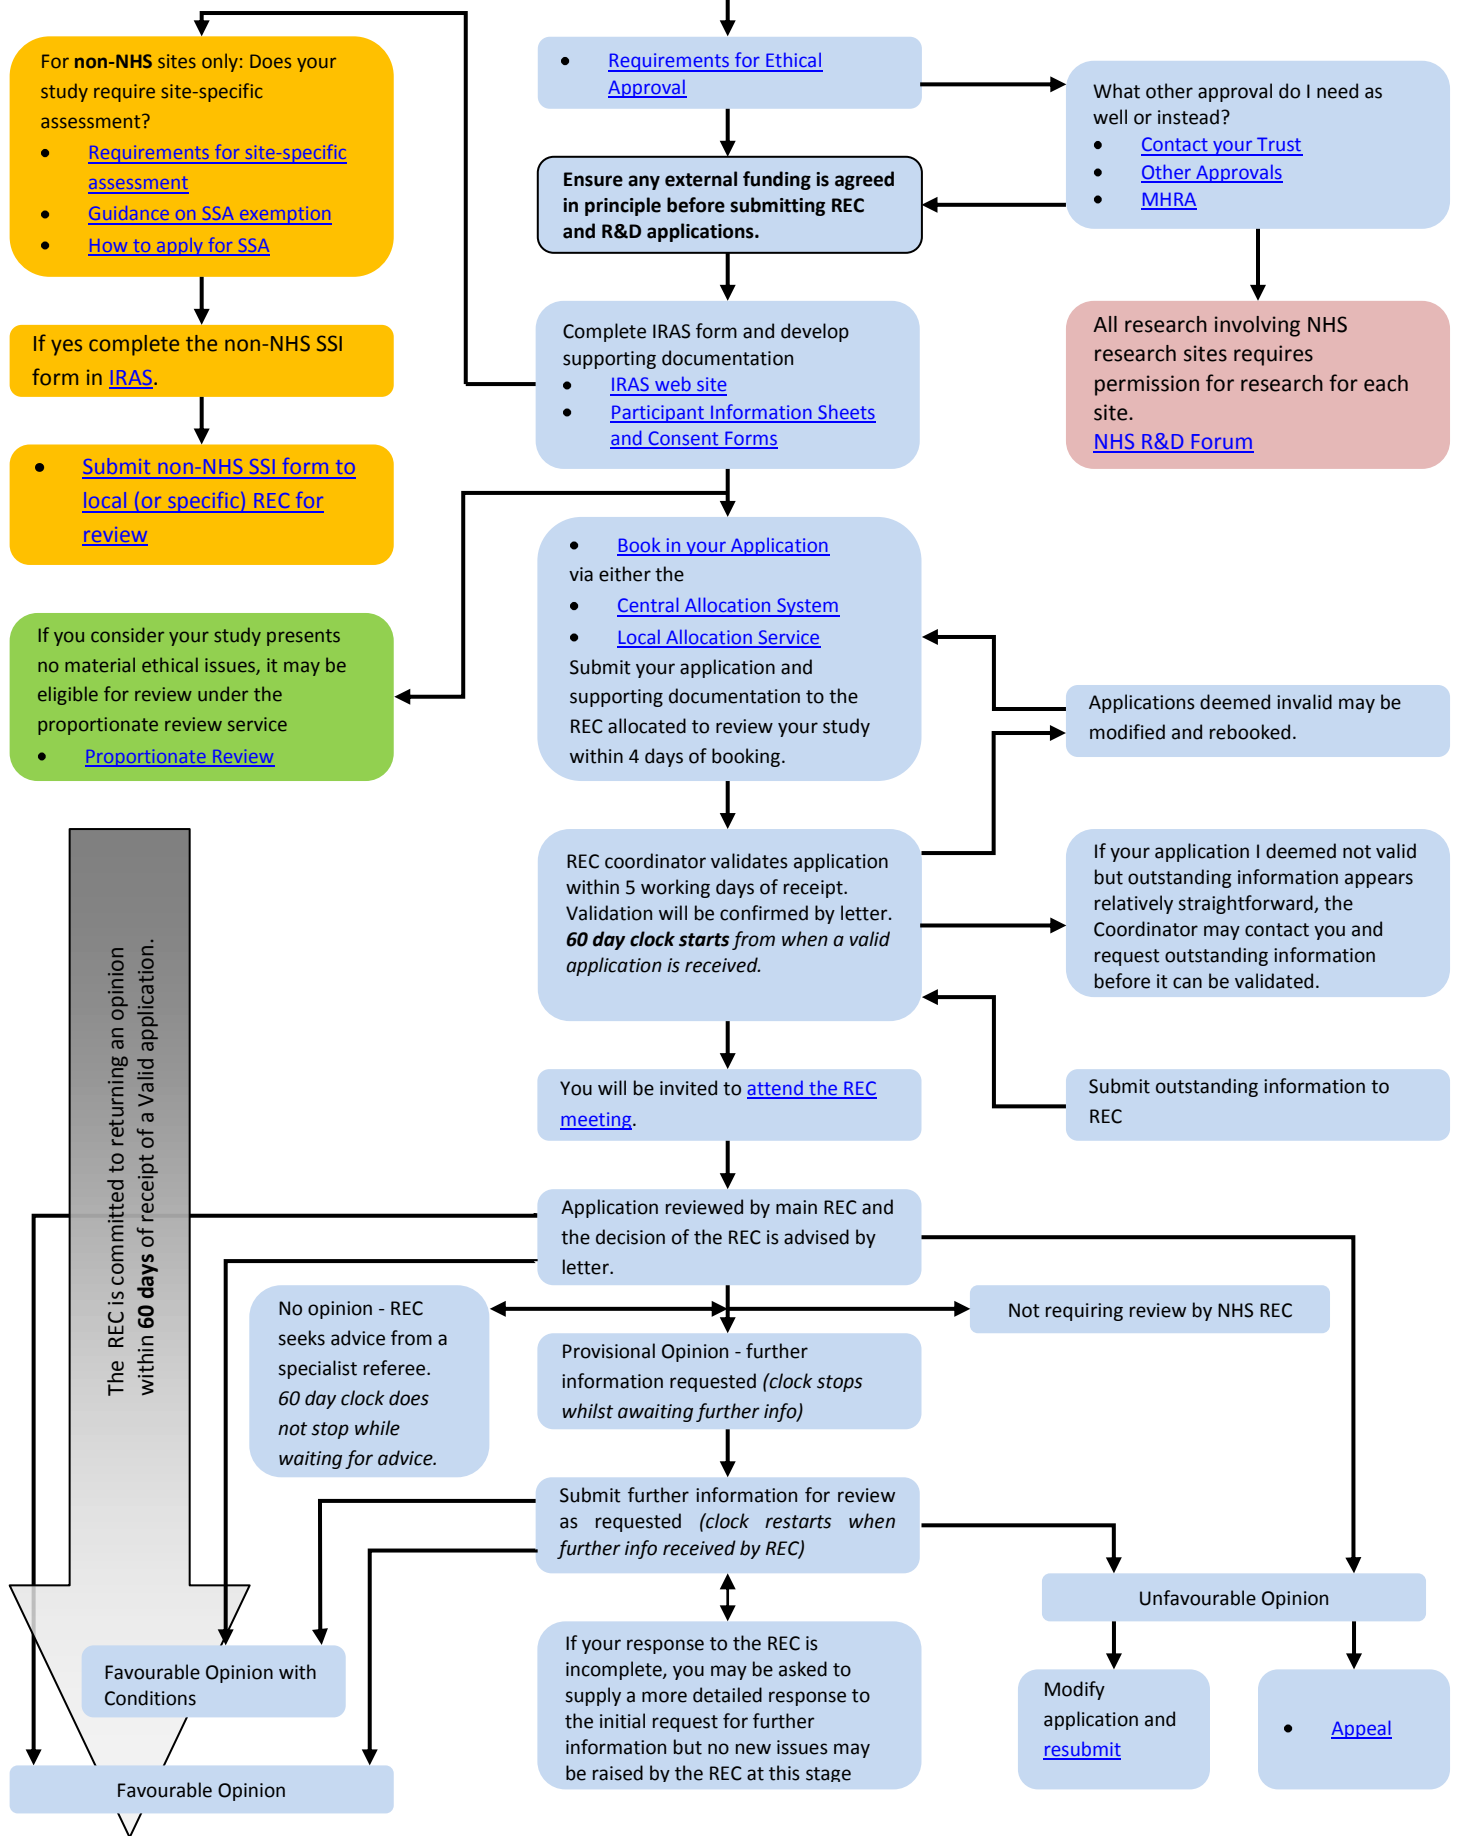 For non-NHS sites only: Does your
study require site-specific
assessment?
• Requirements for site-specific
assessment
• Guidance on SSA exemption
• How to apply for SSA
• Requirements for Ethical
Approval
What other approval do I need as
well or instead?
• Contact your Trust
• Other Approvals
• MHRA
Ensure any external funding is agreed
in principle before submitting REC
and R&D applications.
If yes complete the non-NHS SSI
form in IRAS.
Complete IRAS form and develop
supporting documentation
• IRAS web site
• Participant Information Sheets
and Consent Forms
All research involving NHS
research sites requires
permission for research for each
site.
NHS R&D Forum
• Submit non-NHS SSI form to
local (or specific) REC for
review
• Book in your Application
via either the
• Central Allocation System
• Local Allocation Service
Submit your application and
supporting documentation to the
REC allocated to review your study
within 4 days of booking.
If you consider your study presents
no material ethical issues, it may be
eligible for review under the
proportionate review service
• Proportionate Review
Applications deemed invalid may be
modified and rebooked.
REC coordinator validates application
within 5 working days of receipt.
Validation will be confirmed by letter.
60 day clock starts from when a valid
application is received.
If your application I deemed not valid
but outstanding information appears
relatively straightforward, the
Coordinator may contact you and
request outstanding information
before it can be validated.
The REC is committed to returning an opinion
within 60 days of receipt of a Valid application.
You will be invited to attend the REC
meeting.
Submit outstanding information to
REC
Application reviewed by main REC and
the decision of the REC is advised by
letter.
No opinion - REC
seeks advice from a
specialist referee.
60 day clock does
not stop while
waiting for advice.
Not requiring review by NHS REC
Provisional Opinion - further
information requested (clock stops
whilst awaiting further info)
Submit further information for review
as requested (clock restarts when
further info received by REC)
Unfavourable Opinion
If your response to the REC is
incomplete, you may be asked to
supply a more detailed response to
the initial request for further
information but no new issues may
be raised by the REC at this stage
Favourable Opinion with
Conditions
Modify
application and
resubmit
• Appeal
Favourable Opinion